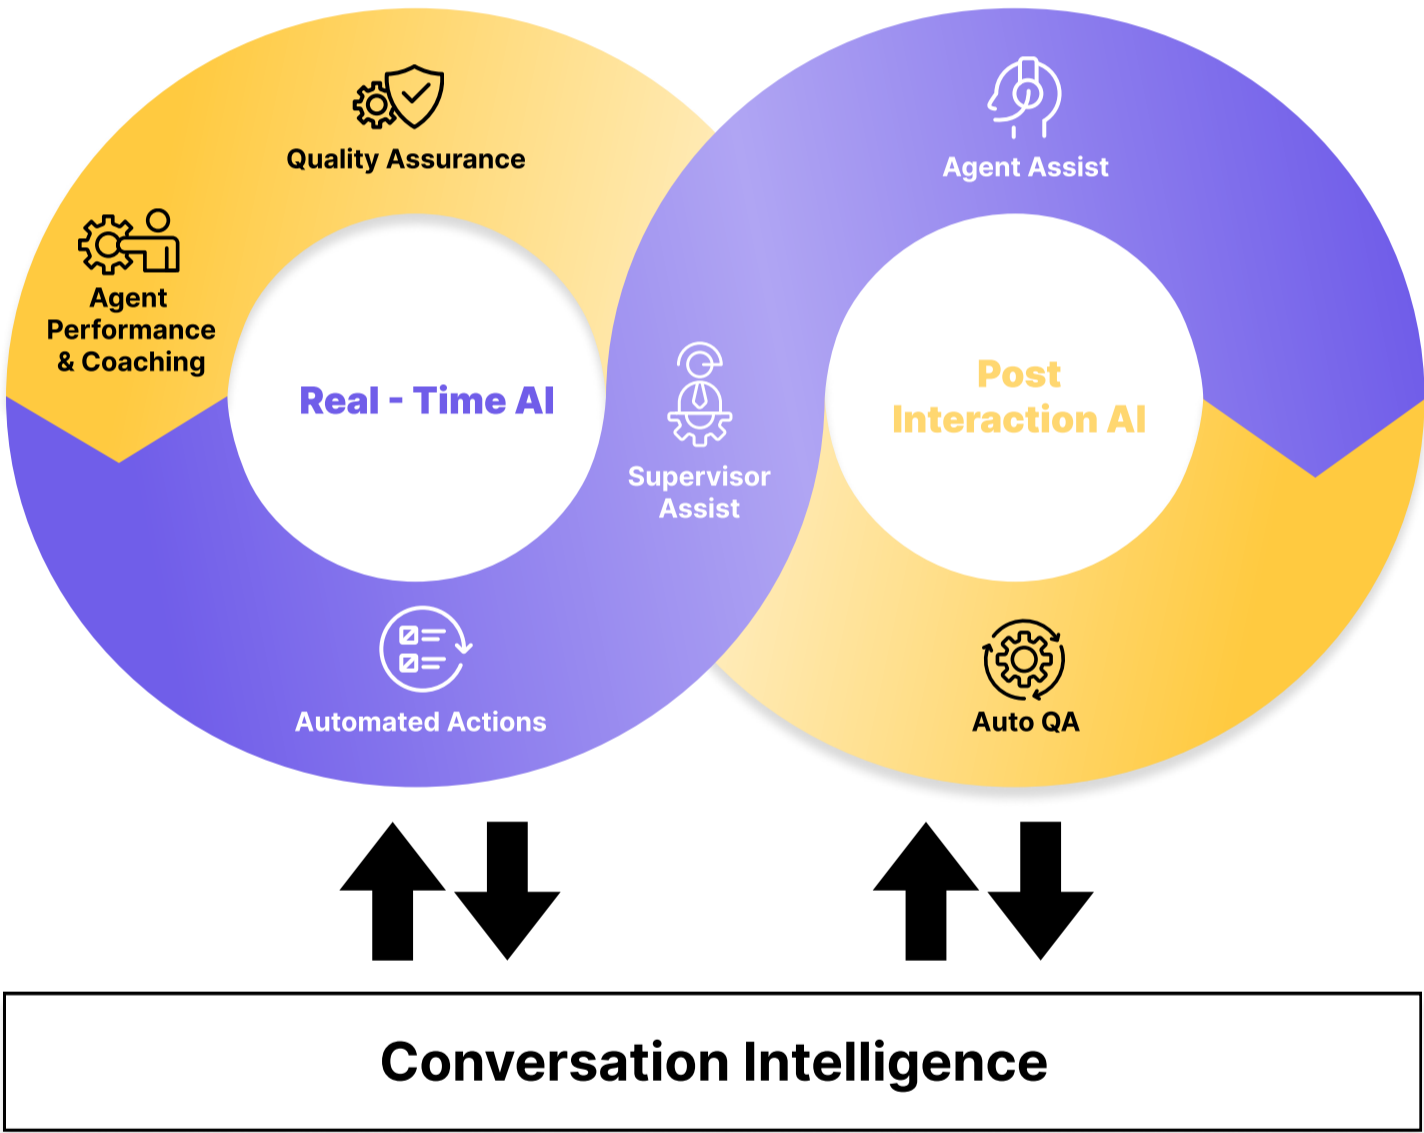 Quality Assurance
Agent Assist
Agent
Performance
& Coaching
Real - Time AI
Post
Interaction AI
Supervisor
Assist
Automated Actions
Auto QA
Conversation Intelligence